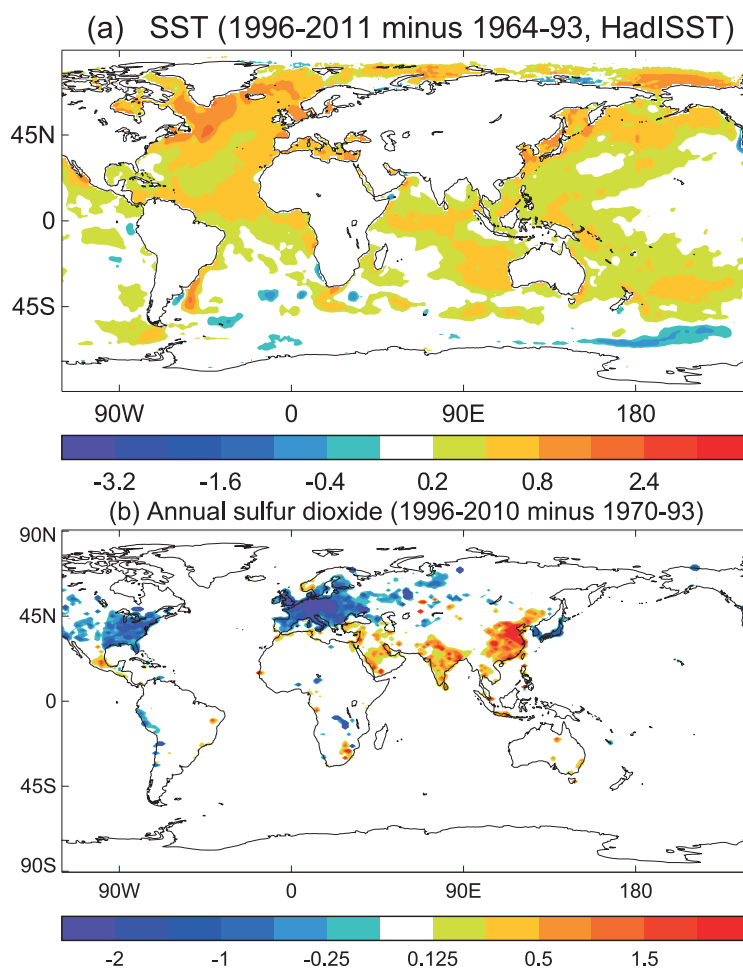 (a) SST (1996-2011 minus 1964-93, HadISST)
45N
0
45S
90W 0 90E 180
-3.2 -1.6 -0.4 0.2 0.8 2.4
(b) Annual sulfur dioxide (1996-2010 minus 1970-93)
90N
45N
0
45S
90S
90W 0 90E 180
-2 -1 -0.25 0.125 0.5 1.5